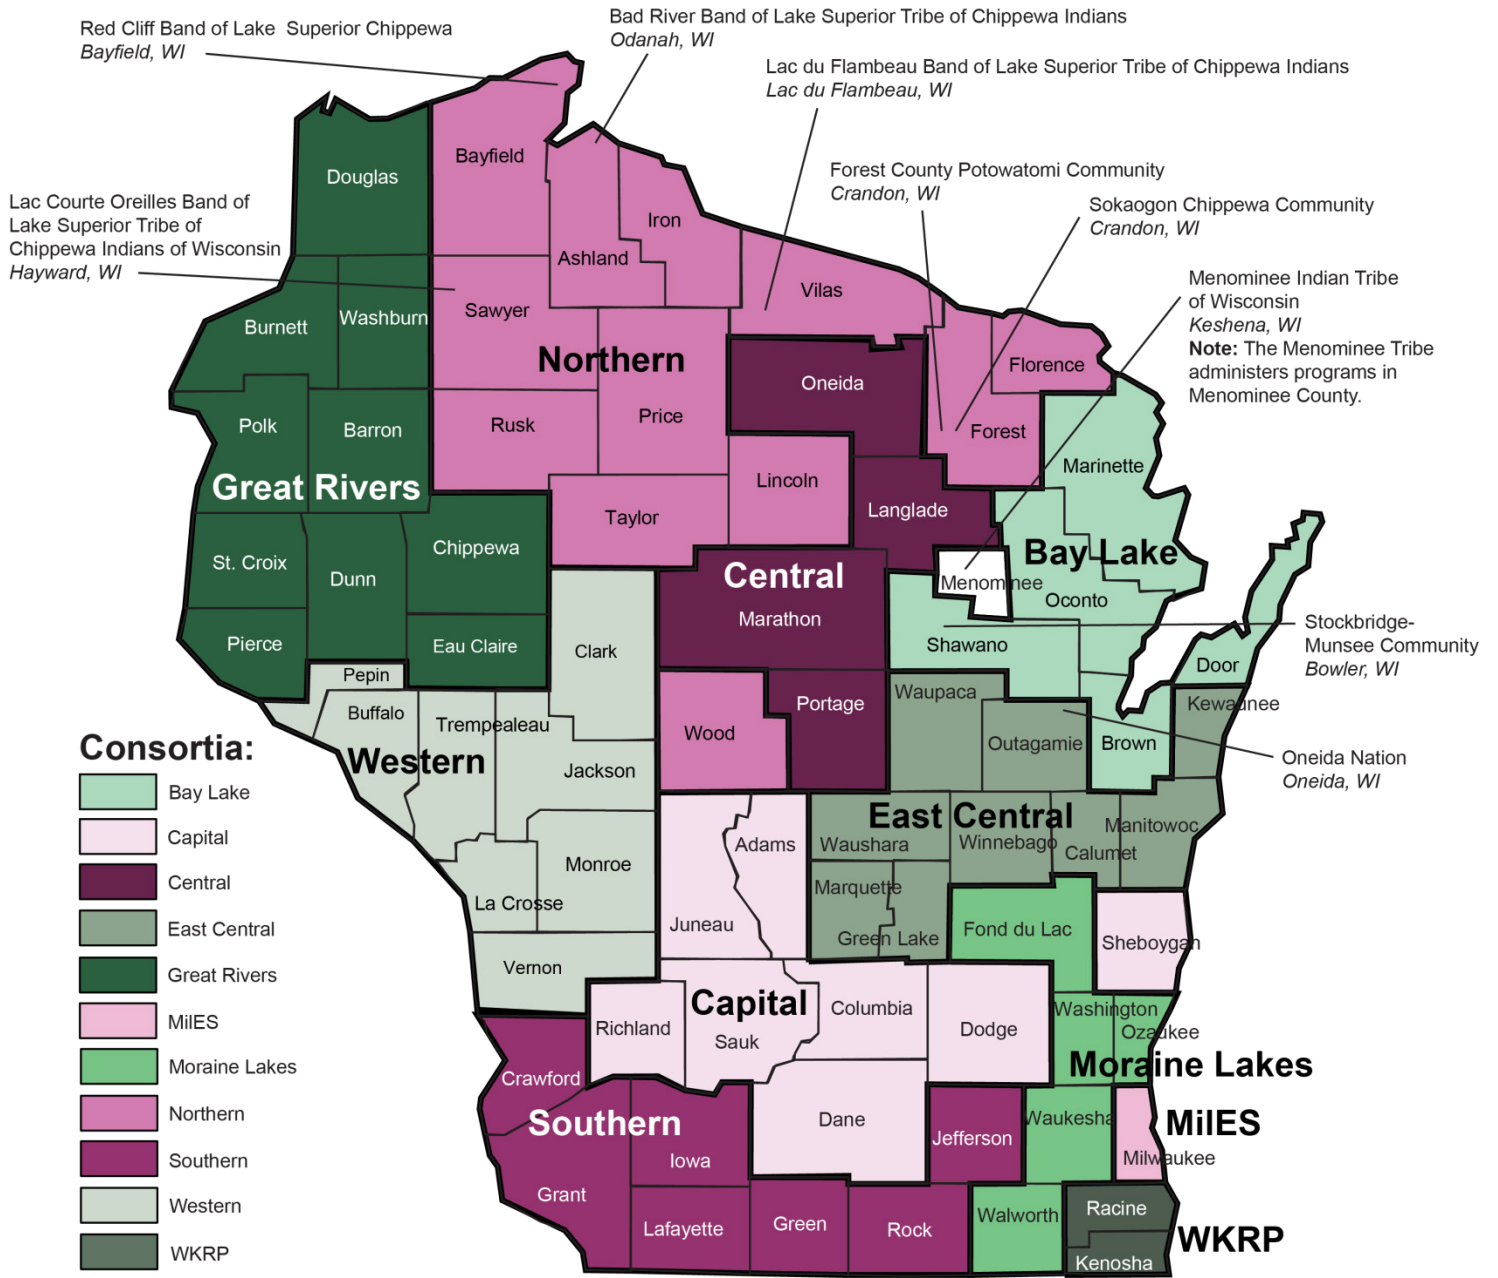 Red Cliff Band of Lake  Superior Chippewa
Bayfield, WI
Bad River Band of Lake Superior Tribe of Chippewa Indians
Odanah, WI
Lac du Flambeau Band of Lake Superior Tribe of Chippewa Indians
Lac du Flambeau, WI
Forest County Potowatomi Community
Crandon, WI
Sokaogon Chippewa Community
Crandon, WI
Lac Courte Oreilles Band of
Lake Superior Tribe of
Chippewa Indians of Wisconsin
Hayward, WI
Menominee Indian Tribe
of Wisconsin
Keshena, WI
Note: The Menominee Tribe
administers programs in
Menominee County.
Stockbridge-
Munsee Community
Bowler, WI
Oneida Nation
Oneida, WI
Douglas
Bayfield
Iron
Ashland
Vilas
Burnett
Washburn
Sawyer
Northern
Florence
Oneida
Polk
Barron
Rusk
Price
Forest
Great Rivers
Marinette
Lincoln
Langlade
Taylor
St. Croix
Dunn
Chippewa
Central
Marathon
Bay Lake
Menominee
Oconto
Pierce
Eau Claire
Clark
Shawano
Door
Pepin
Buffalo
Trempealeau
Western
Jackson
Wood
Portage
Waupaca
Outagamie
Brown
Kewaunee
East Central
Adams
Waushara
Winnebago
Calumet
Manitowoc
Monroe
La Crosse
Juneau
Marquette
Green Lake
Fond du Lac
Sheboygan
Vernon
Richland
Capital
Sauk
Columbia
Dodge
Washington
Ozaukee
Moraine Lakes
Crawford
Southern
Iowa
Dane
Jefferson
Waukesha
MilES
Milwaukee
Grant
Lafayette
Green
Rock
Walworth
Racine
WKRP
Kenosha
Consortia:
Bay Lake
Capital
Central
East Central
Great Rivers
MilES
Moraine Lakes
Northern
Southern
Western
WKRP